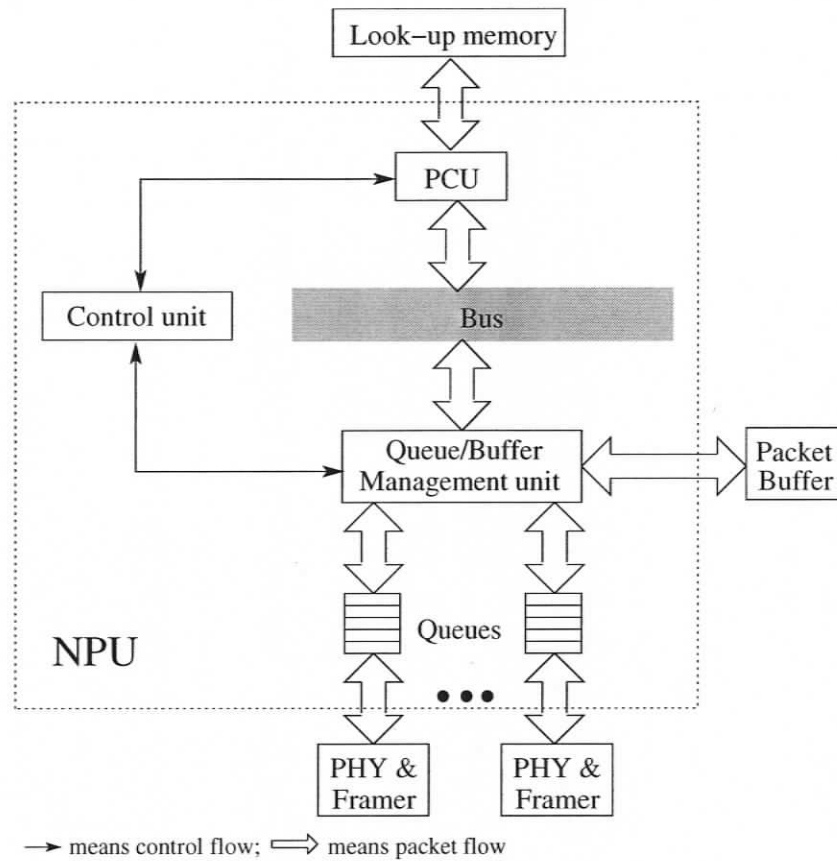 Look-up memory
PCU
Control unit
Bus
Queue/Buffer
Management unit
Packet
Buffer
Queues
NPU
PHY &
Framer
PHY &
Framer
means control flow; means packet flow